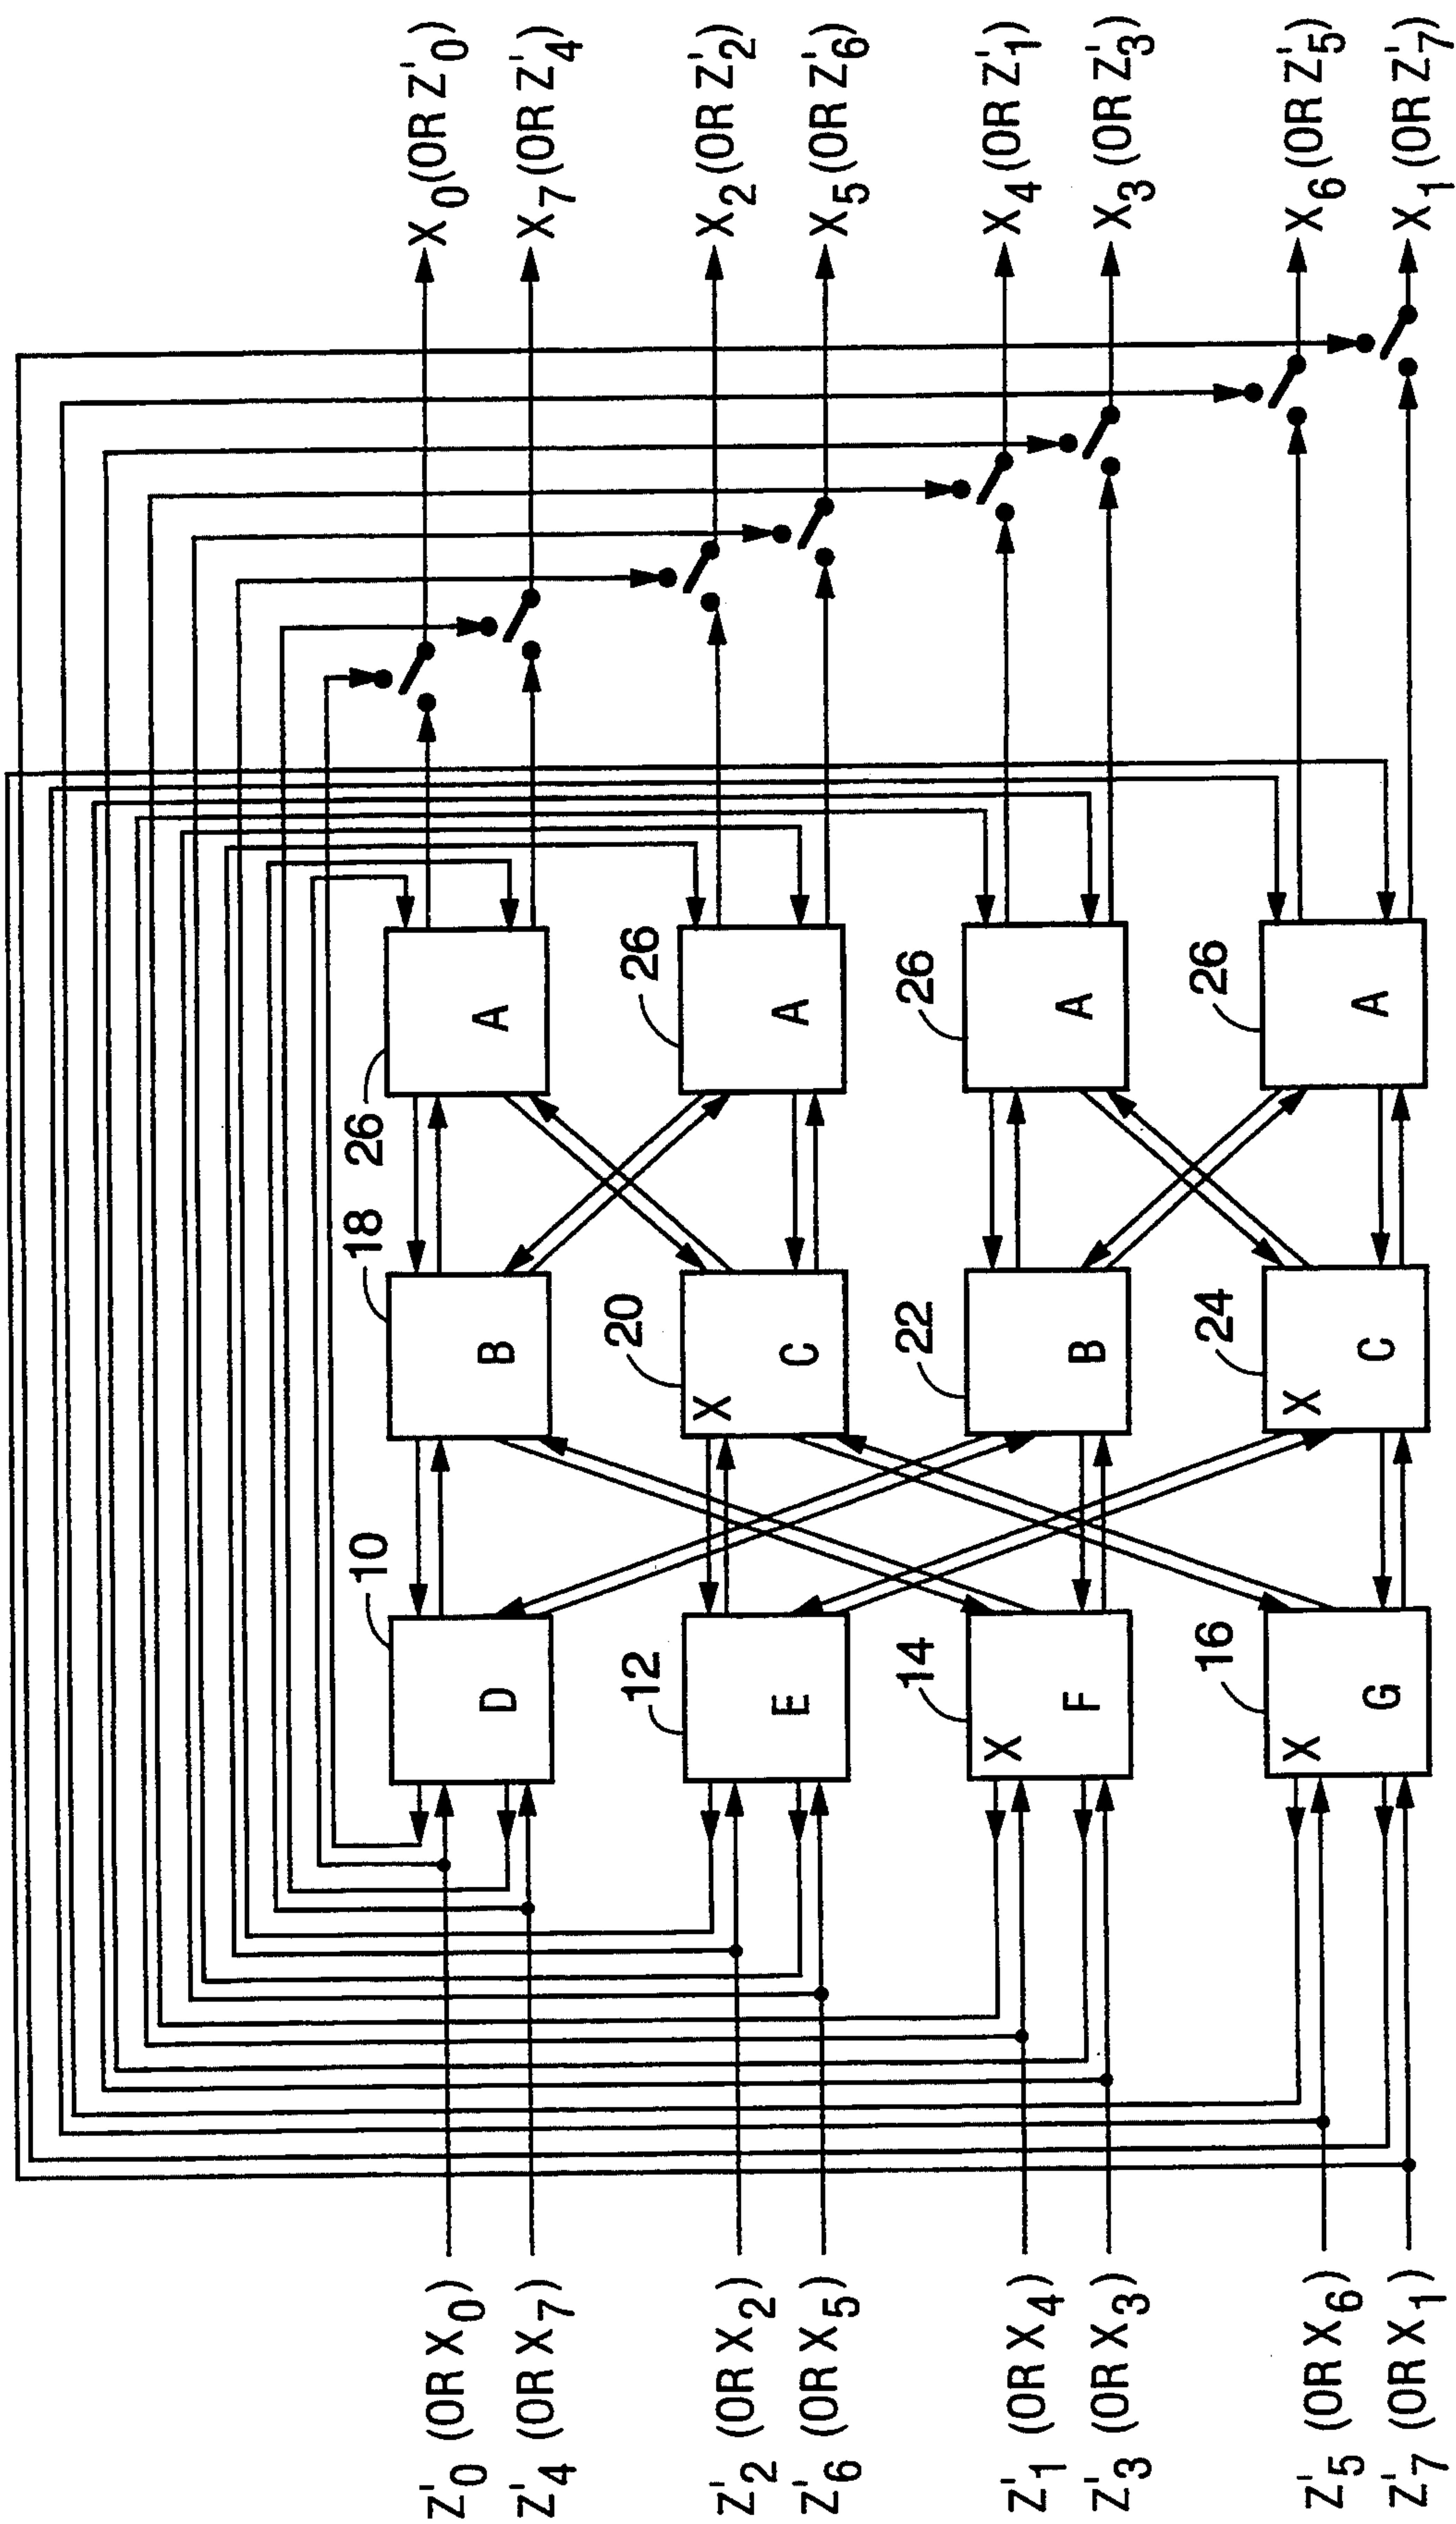 Z'0 (OR X0)
Z'4 (OR X7)
Z'2 (OR X2)
Z'6 (OR X5)
Z'1 (OR X4)
Z'3 (OR X3)
Z'5 (OR X6)
Z'7 (OR X1)
10
D
12
E
14
X
F
16
X
G
18
B
20
X
C
22
B
24
X
C
26
A
26
A
26
A
26
A
X0 (OR Z'0)
X7 (OR Z'4)
X2 (OR Z'2)
X5 (OR Z'6)
X4 (OR Z'1)
X3 (OR Z'3)
X6 (OR Z'5)
X1 (OR Z'7)